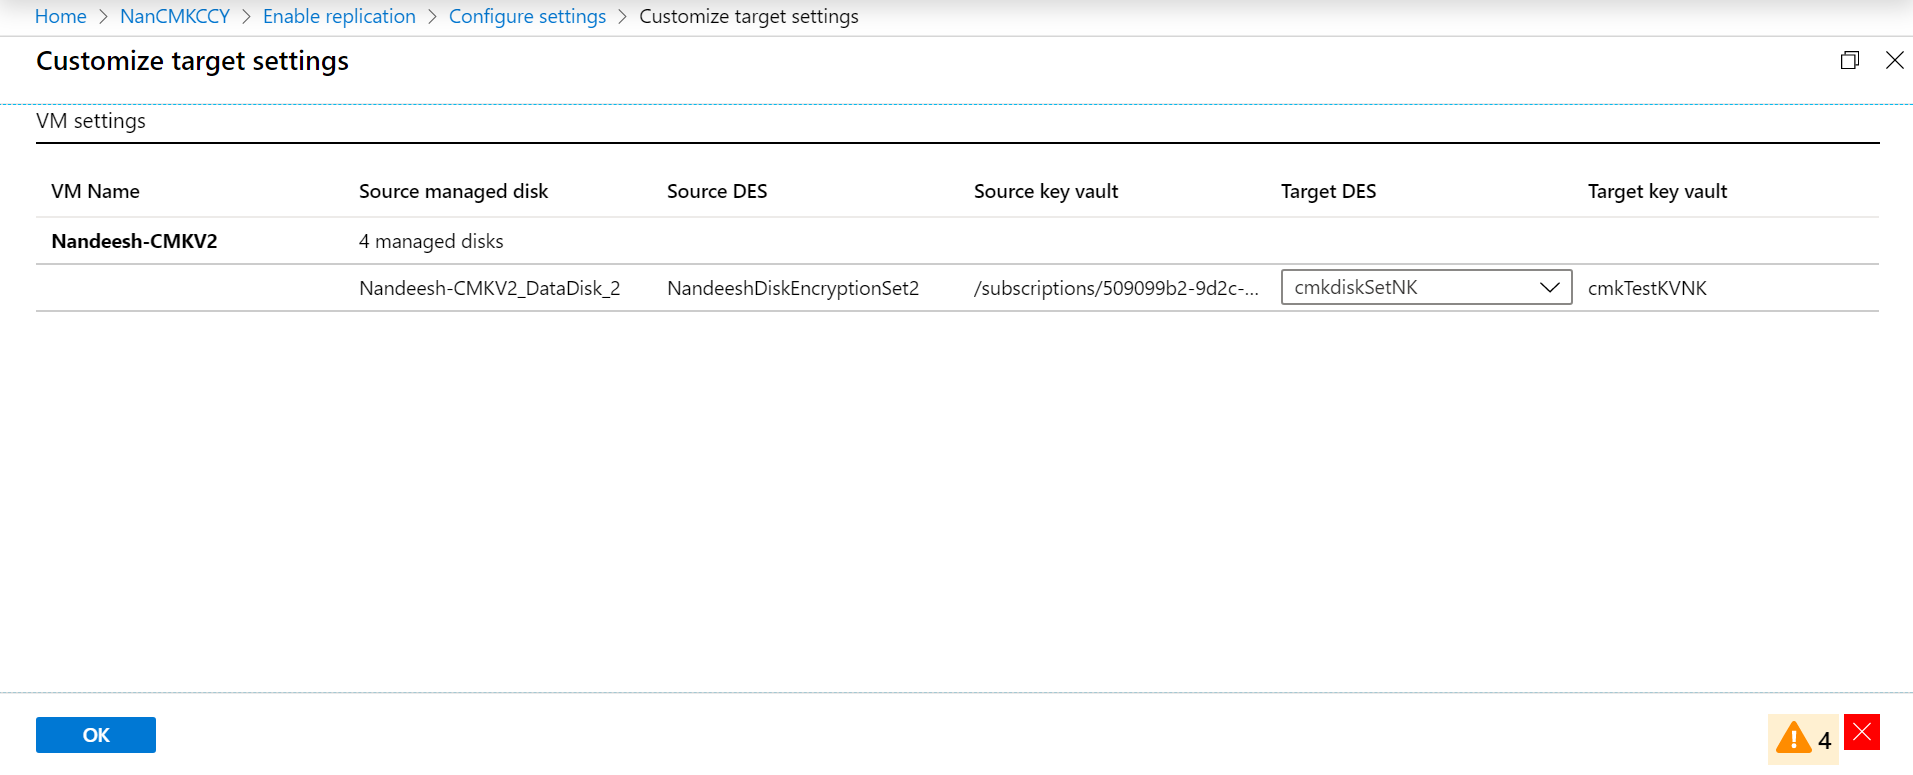 Home > NanCMKCCY > Enable replication > Configure settings > Customize target settings
Customize target settings
VM settings
VM Name Source managed disk Source DES Source key vault Target DES Target key vault
Nandeesh-CMKV2 4 managed disks
Nandeesh-CMKV2_DataDisk_2 NandeeshDiskEncryptionSet2 /subscriptions/509099b2-9d2c-... cmkdiskSetNK cmkTestKVNK
OK 4